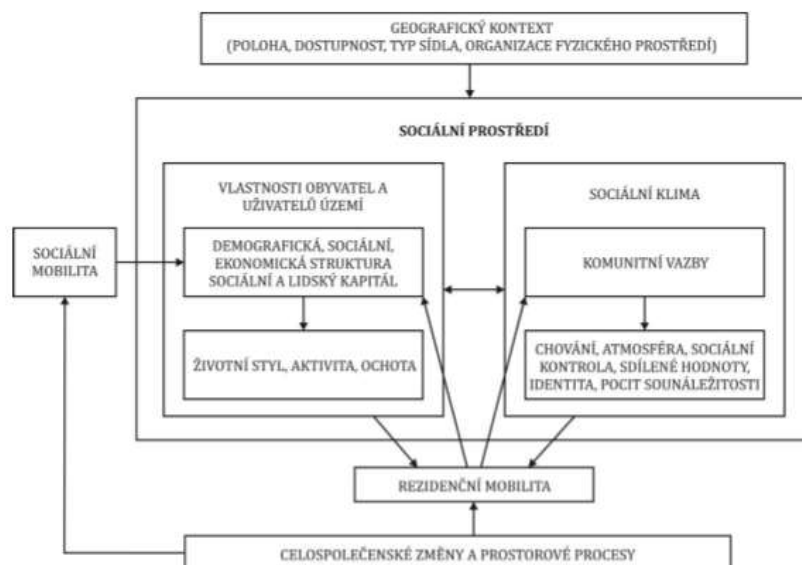 GEOGRAFICKÝ KONTEXT
(POLOHA, DOSTUPNOST, TYP SÍDLA, ORGANIZACE FYZICKÉHO PROSTŘEDÍ)
SOCIÁLNÍ PROSTŘEDÍ
VLASTNOSTI OBYVATEL A
UŽIVATELŮ ÚZEMÍ
SOCIÁLNÍ KLIMA
SOCIÁLNÍ
MOBILITA
DEMOGRAFICKÁ, SOCIÁLNÍ,
EKONOMICKÁ STRUKTURA
SOCIÁLNÍ A LIDSKÝ KAPITÁL
KOMUNITNÍ VAZBY
ŽIVOTNÍ STYL, AKTIVITA, OCHOTA
CHOVÁNÍ, ATMOSFÉRA, SOCIÁLNÍ
KONTROLA, SDÍLENÉ HODNOTY,
IDENTITA, POCIT SOUNÁLEŽITOSTI
REZIDENČNÍ MOBILITA
CELOSPOLEČENSKÉ ZMĚNY A PROSTOROVÉ PROCESY